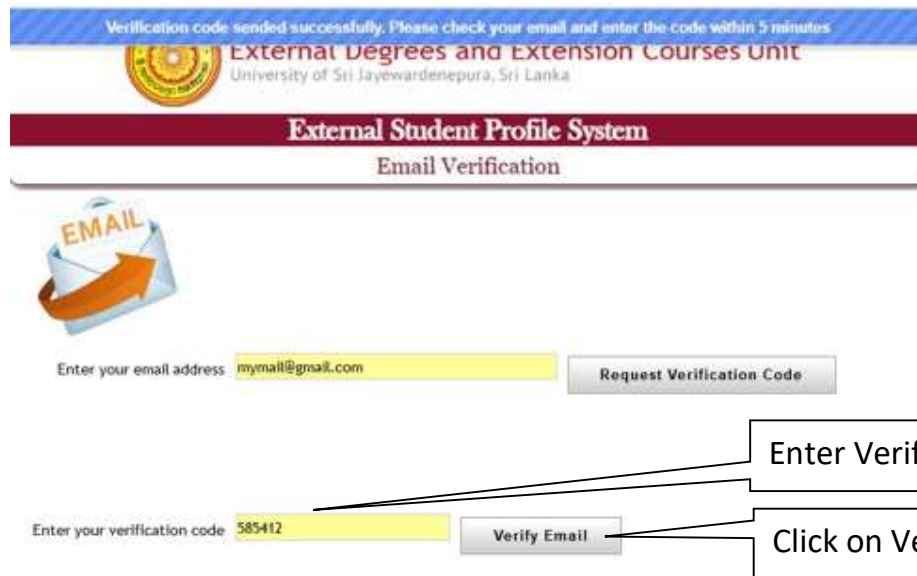 Verification code sended successfully. Please check your email and enter the code within 5 minutes
External Degrees and Extension Courses Unit
University of Sri Jayewardenepura, Sri Lanka
External Student Profile System
Email Verification
EMAIL
Enter your email address mymail@gmail.com Request Verification Code
Enter Verif
Enter your verification code 585412 Verify Email
Click on Ve